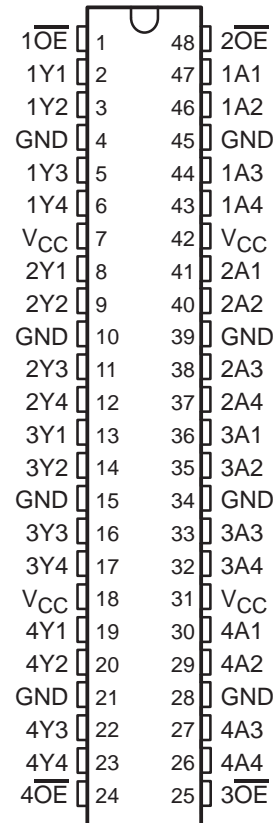 1O̅E̅ 1 48 2O̅E̅
1Y1 2 47 1A1
1Y2 3 46 1A2
GND 4 45 GND
1Y3 5 44 1A3
1Y4 6 43 1A4
VCC 7 42 VCC
2Y1 8 41 2A1
2Y2 9 40 2A2
GND 10 39 GND
2Y3 11 38 2A3
2Y4 12 37 2A4
3Y1 13 36 3A1
3Y2 14 35 3A2
GND 15 34 GND
3Y3 16 33 3A3
3Y4 17 32 3A4
VCC 18 31 VCC
4Y1 19 30 4A1
4Y2 20 29 4A2
GND 21 28 GND
4Y3 22 27 4A3
4Y4 23 26 4A4
4O̅E̅ 24 25 3O̅E̅